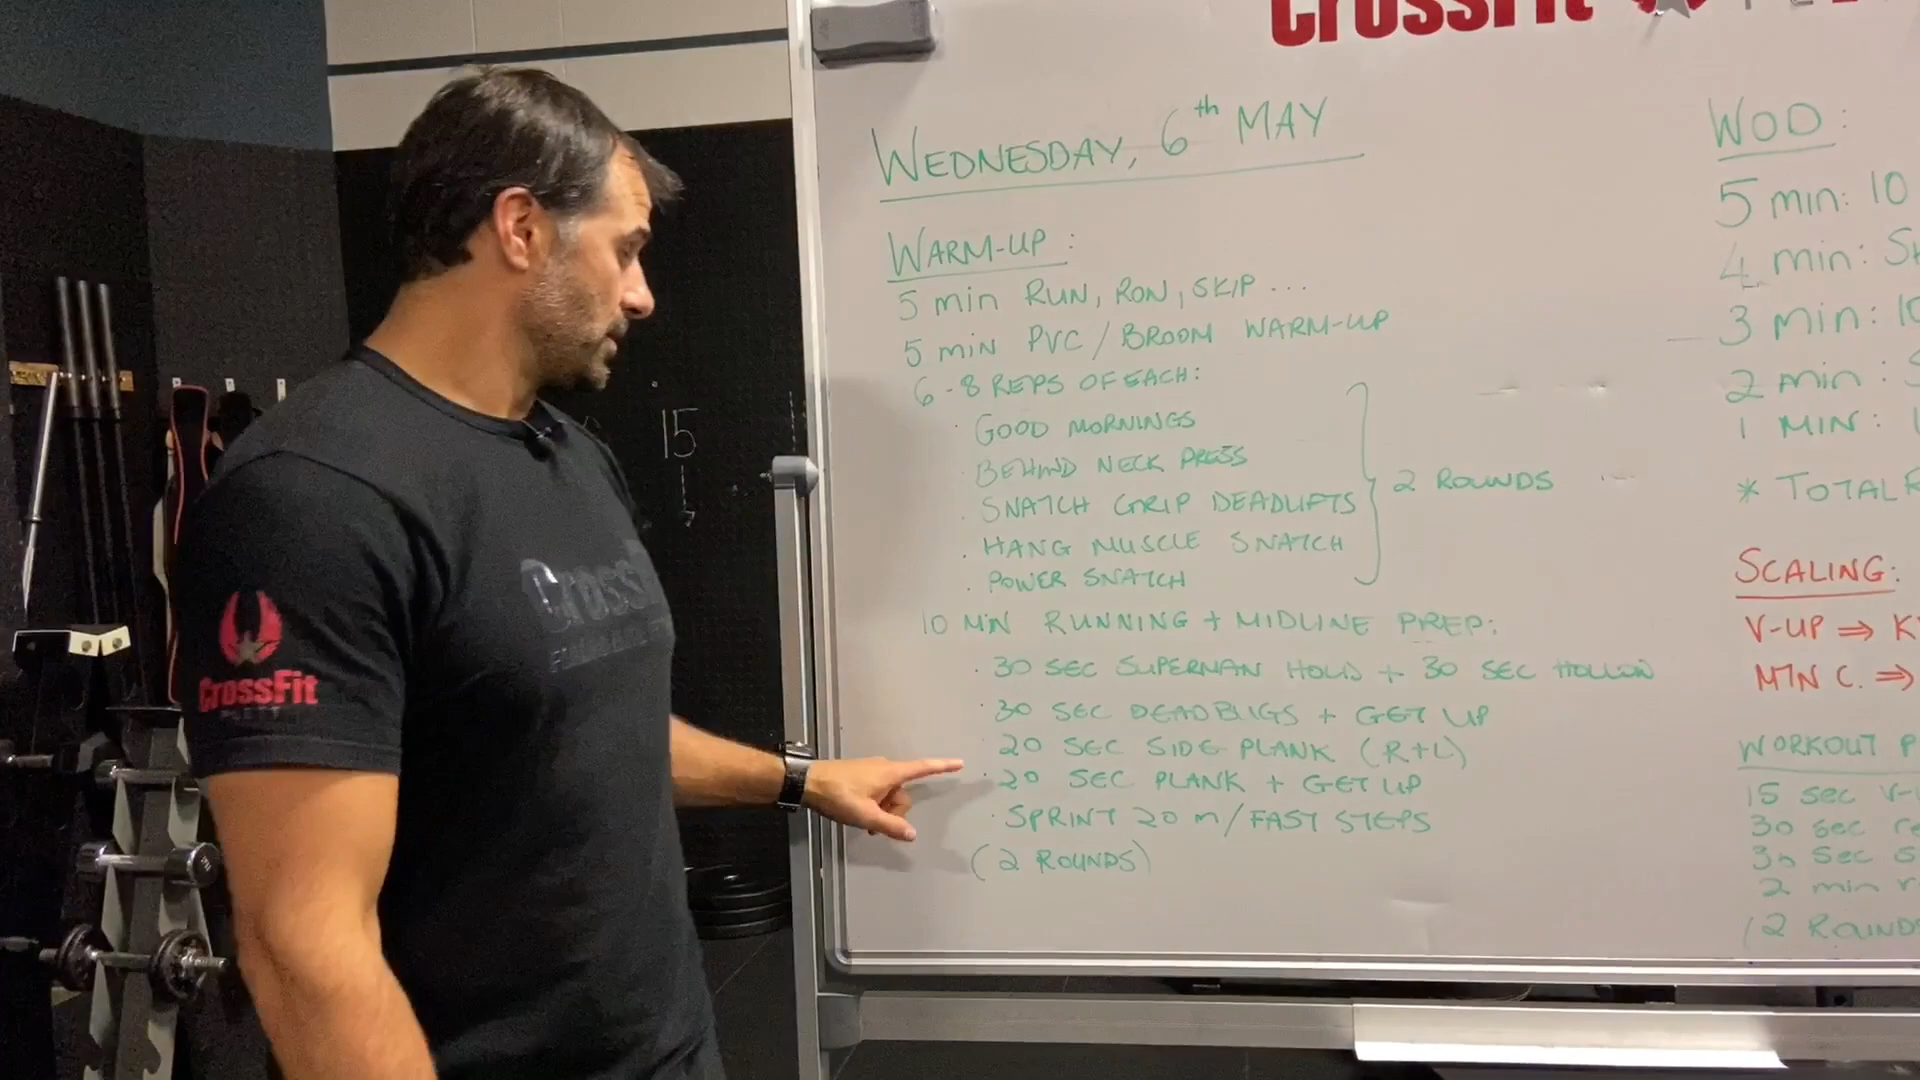 CrossFit
WEDNESDAY, 6th MAY
WARM-UP:
5 min RUN, RON, SKIP ...
5 min PVC / BROOM WARM-UP
6-8 REPS OF EACH:
· GOOD MORNINGS
· BEHIND NECK PRESS
· SNATCH GRIP DEADLIFTS
· HANG MUSCLE SNATCH
· POWER SNATCH
2 ROUNDS
10 MIN RUNNING + MIDLINE PREP:
· 30 SEC SUPERMAN HOLD + 30 SEC HOLLOW
· 30 SEC DEADBUGS + GET UP
· 20 SEC SIDE PLANK (R+L)
· 20 SEC PLANK + GET UP
· SPRINT 20 m/FAST STEPS
(2 ROUNDS)
WOD:
5 min: 10
4 min: S
3 min: 10
2 min:
1 MIN:
* TOTAL
SCALING:
V-UP ⇒ K
MTN C. ⇒
WORKOUT P
15 sec V-
30 sec re
30 sec s
2 min r
(2 ROUNDS
15
CrossFit
CrossFit
PLETT